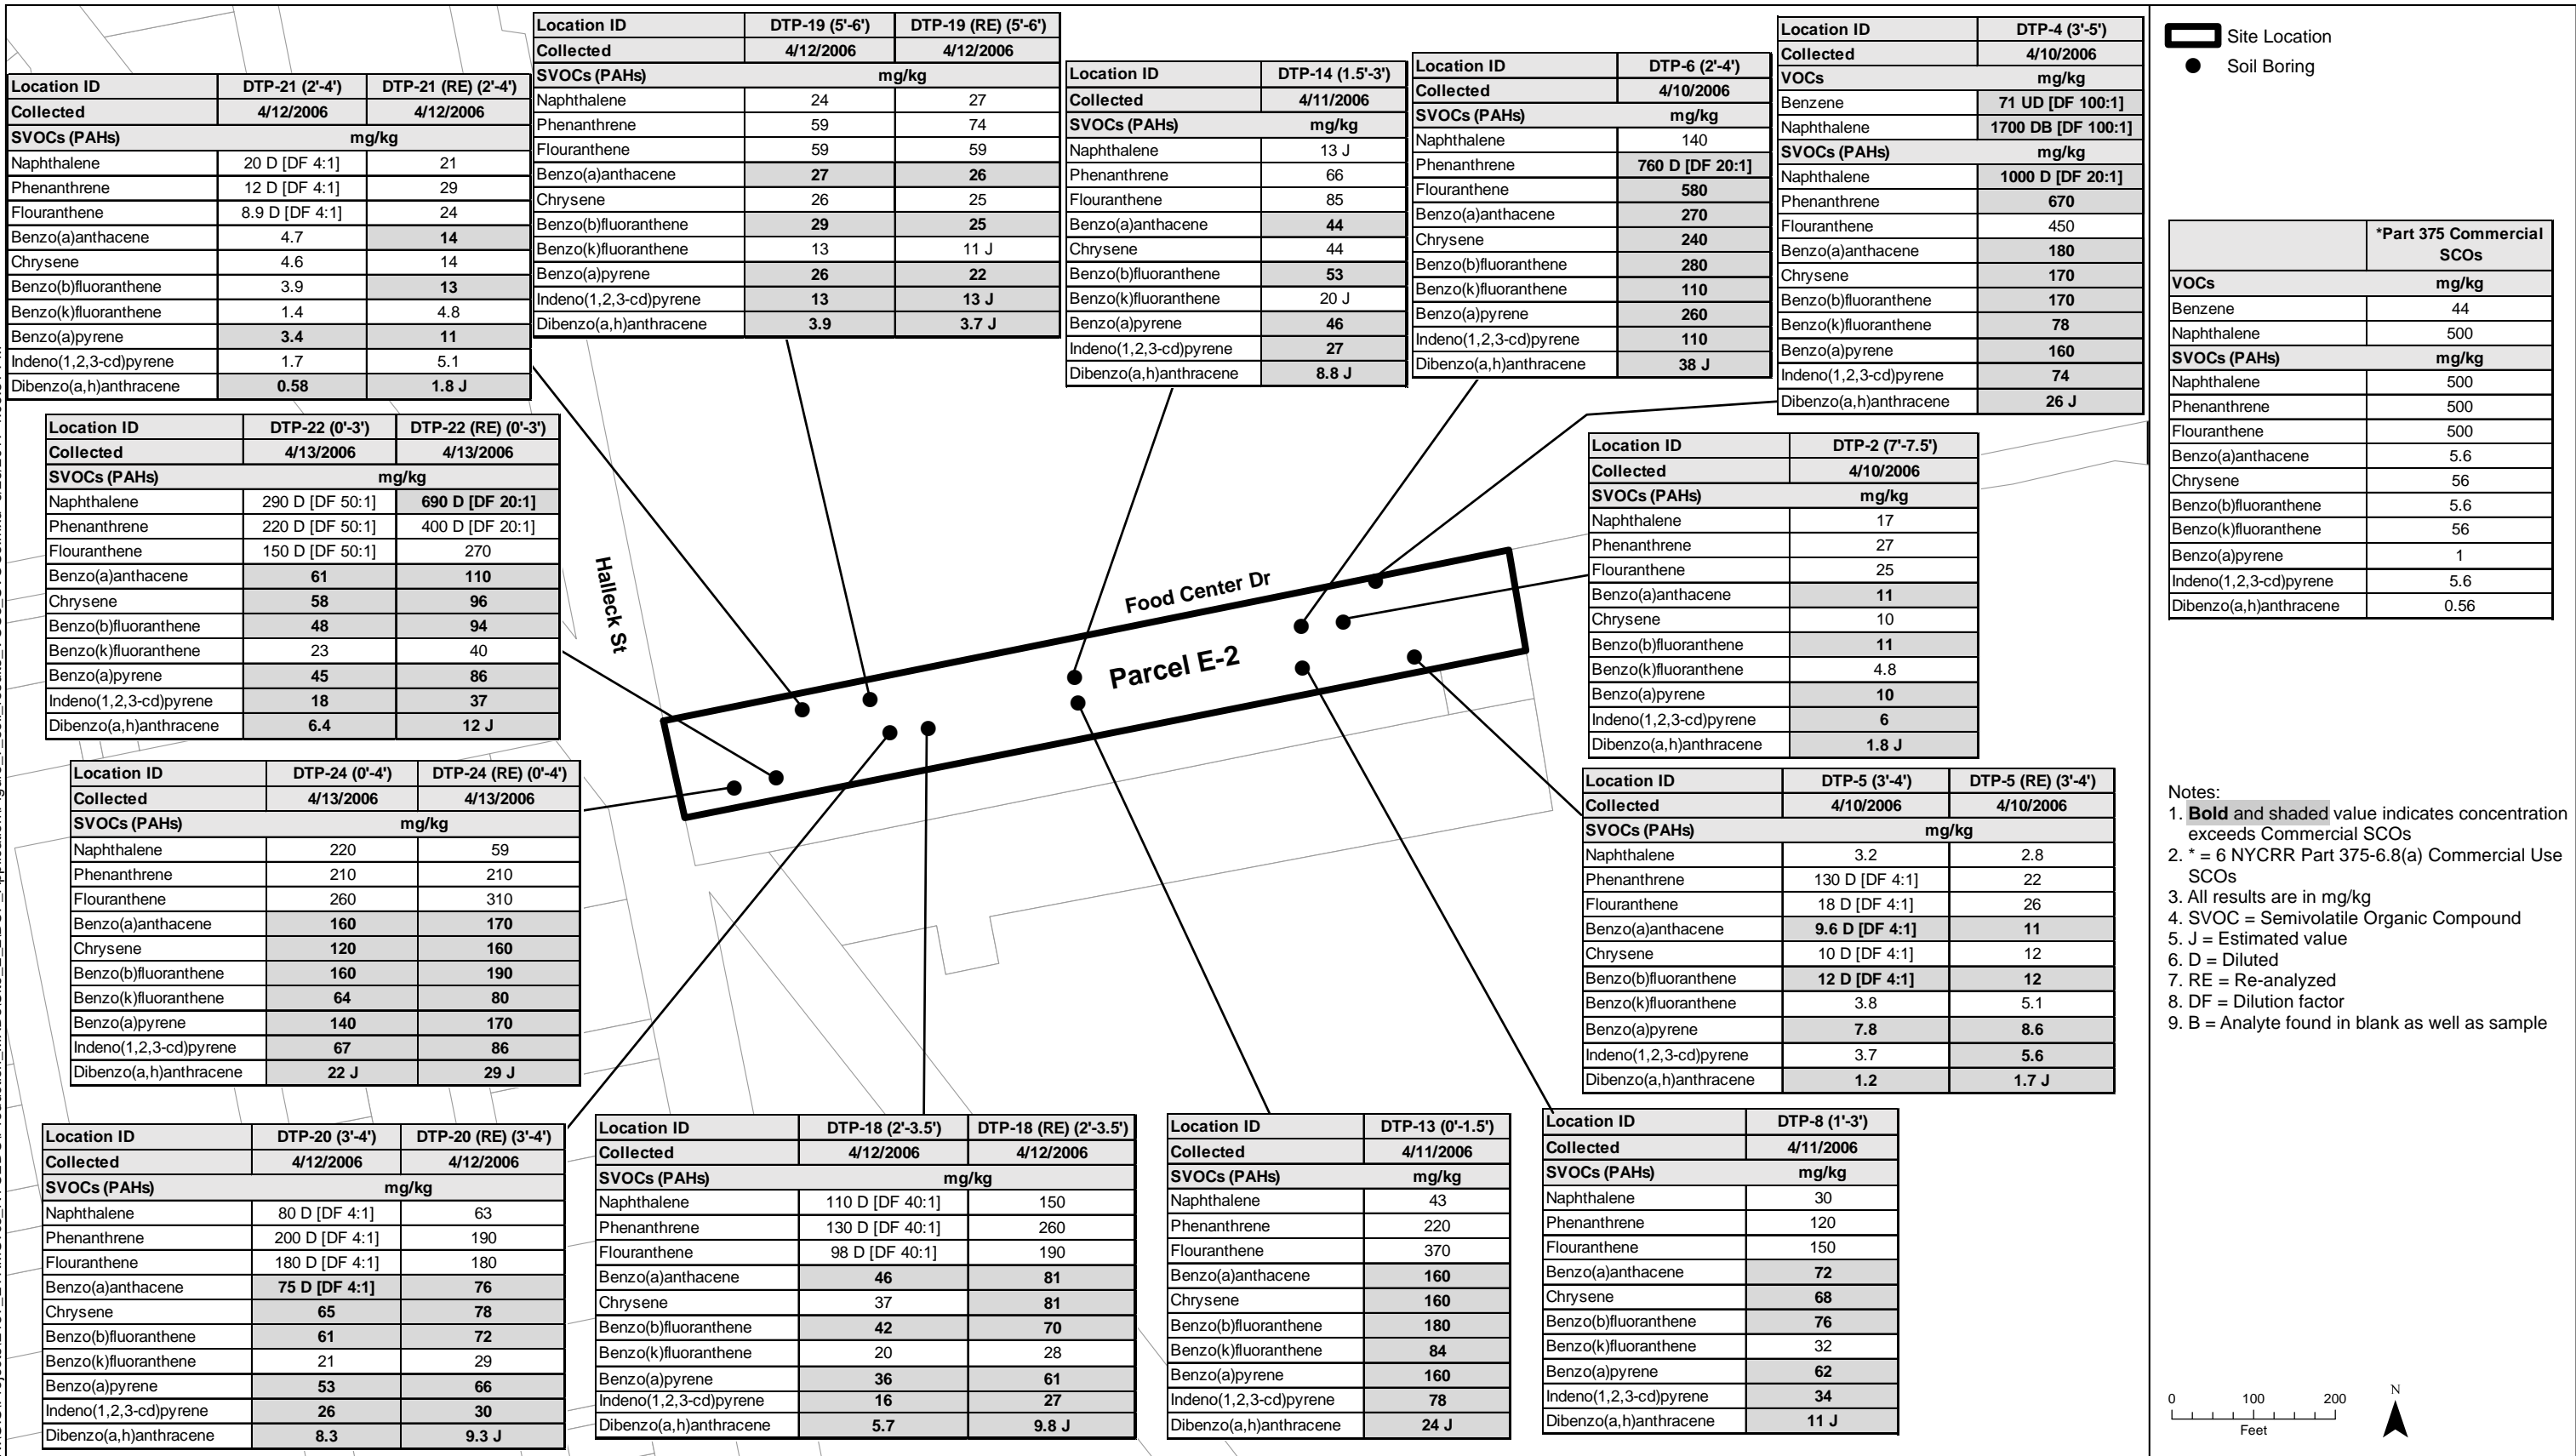 Location ID DTP-21 (2'-4') DTP-21 (RE) (2'-4')
Collected 4/12/2006 4/12/2006
SVOCs (PAHs) mg/kg
Naphthalene 20 D [DF 4:1] 21
Phenanthrene 12 D [DF 4:1] 29
Flouranthene 8.9 D [DF 4:1] 24
Benzo(a)anthacene 4.7 14
Chrysene 4.6 14
Benzo(b)fluoranthene 3.9 13
Benzo(k)fluoranthene 1.4 4.8
Benzo(a)pyrene 3.4 11
Indeno(1,2,3-cd)pyrene 1.7 5.1
Dibenzo(a,h)anthracene 0.58 1.8 J
Location ID DTP-19 (5'-6') DTP-19 (RE) (5'-6')
Collected 4/12/2006 4/12/2006
SVOCs (PAHs) mg/kg
Naphthalene 24 27
Phenanthrene 59 74
Flouranthene 59 59
Benzo(a)anthacene 27 26
Chrysene 26 25
Benzo(b)fluoranthene 29 25
Benzo(k)fluoranthene 13 11 J
Benzo(a)pyrene 26 22
Indeno(1,2,3-cd)pyrene 13 13 J
Dibenzo(a,h)anthracene 3.9 3.7 J
Location ID DTP-14 (1.5'-3')
Collected 4/11/2006
SVOCs (PAHs) mg/kg
Naphthalene 13 J
Phenanthrene 66
Flouranthene 85
Benzo(a)anthacene 44
Chrysene 44
Benzo(b)fluoranthene 53
Benzo(k)fluoranthene 20 J
Benzo(a)pyrene 46
Indeno(1,2,3-cd)pyrene 27
Dibenzo(a,h)anthracene 8.8 J
Location ID DTP-6 (2'-4')
Collected 4/10/2006
SVOCs (PAHs) mg/kg
Naphthalene 140
Phenanthrene 760 D [DF 20:1]
Flouranthene 580
Benzo(a)anthacene 270
Chrysene 240
Benzo(b)fluoranthene 280
Benzo(k)fluoranthene 110
Benzo(a)pyrene 260
Indeno(1,2,3-cd)pyrene 110
Dibenzo(a,h)anthracene 38 J
Location ID DTP-4 (3'-5')
Collected 4/10/2006
VOCs mg/kg
Benzene 71 UD [DF 100:1]
Naphthalene 1700 DB [DF 100:1]
SVOCs (PAHs) mg/kg
Naphthalene 1000 D [DF 20:1]
Phenanthrene 670
Flouranthene 450
Benzo(a)anthacene 180
Chrysene 170
Benzo(b)fluoranthene 170
Benzo(k)fluoranthene 78
Benzo(a)pyrene 160
Indeno(1,2,3-cd)pyrene 74
Dibenzo(a,h)anthracene 26 J
Site Location
Soil Boring
*Part 375 Commercial
SCOs
VOCs mg/kg
Benzene 44
Naphthalene 500
SVOCs (PAHs) mg/kg
Naphthalene 500
Phenanthrene 500
Flouranthene 500
Benzo(a)anthacene 5.6
Chrysene 56
Benzo(b)fluoranthene 5.6
Benzo(k)fluoranthene 56
Benzo(a)pyrene 1
Indeno(1,2,3-cd)pyrene 5.6
Dibenzo(a,h)anthracene 0.56
Location ID DTP-22 (0'-3') DTP-22 (RE) (0'-3')
Collected 4/13/2006 4/13/2006
SVOCs (PAHs) mg/kg
Naphthalene 290 D [DF 50:1] 690 D [DF 20:1]
Phenanthrene 220 D [DF 50:1] 400 D [DF 20:1]
Flouranthene 150 D [DF 50:1] 270
Benzo(a)anthacene 61 110
Chrysene 58 96
Benzo(b)fluoranthene 48 94
Benzo(k)fluoranthene 23 40
Benzo(a)pyrene 45 86
Indeno(1,2,3-cd)pyrene 18 37
Dibenzo(a,h)anthracene 6.4 12 J
Halleck St
Food Center Dr
Parcel E-2
Location ID DTP-2 (7'-7.5')
Collected 4/10/2006
SVOCs (PAHs) mg/kg
Naphthalene 17
Phenanthrene 27
Flouranthene 25
Benzo(a)anthacene 11
Chrysene 10
Benzo(b)fluoranthene 11
Benzo(k)fluoranthene 4.8
Benzo(a)pyrene 10
Indeno(1,2,3-cd)pyrene 6
Dibenzo(a,h)anthracene 1.8 J
Location ID DTP-24 (0'-4') DTP-24 (RE) (0'-4')
Collected 4/13/2006 4/13/2006
SVOCs (PAHs) mg/kg
Naphthalene 220 59
Phenanthrene 210 210
Flouranthene 260 310
Benzo(a)anthacene 160 170
Chrysene 120 160
Benzo(b)fluoranthene 160 190
Benzo(k)fluoranthene 64 80
Benzo(a)pyrene 140 170
Indeno(1,2,3-cd)pyrene 67 86
Dibenzo(a,h)anthracene 22 J 29 J
Location ID DTP-5 (3'-4') DTP-5 (RE) (3'-4')
Collected 4/10/2006 4/10/2006
SVOCs (PAHs) mg/kg
Naphthalene 3.2 2.8
Phenanthrene 130 D [DF 4:1] 22
Flouranthene 18 D [DF 4:1] 26
Benzo(a)anthacene 9.6 D [DF 4:1] 11
Chrysene 10 D [DF 4:1] 12
Benzo(b)fluoranthene 12 D [DF 4:1] 12
Benzo(k)fluoranthene 3.8 5.1
Benzo(a)pyrene 7.8 8.6
Indeno(1,2,3-cd)pyrene 3.7 5.6
Dibenzo(a,h)anthracene 1.2 1.7 J
Notes:
1. Bold and shaded value indicates concentration
exceeds Commercial SCOs
2. * = 6 NYCRR Part 375-6.8(a) Commercial Use
SCOs
3. All results are in mg/kg
4. SVOC = Semivolatile Organic Compound
5. J = Estimated value
6. D = Diluted
7. RE = Re-analyzed
8. DF = Dilution factor
9. B = Analyte found in blank as well as sample
Location ID DTP-20 (3'-4') DTP-20 (RE) (3'-4')
Collected 4/12/2006 4/12/2006
SVOCs (PAHs) mg/kg
Naphthalene 80 D [DF 4:1] 63
Phenanthrene 200 D [DF 4:1] 190
Flouranthene 180 D [DF 4:1] 180
Benzo(a)anthacene 75 D [DF 4:1] 76
Chrysene 65 78
Benzo(b)fluoranthene 61 72
Benzo(k)fluoranthene 21 29
Benzo(a)pyrene 53 66
Indeno(1,2,3-cd)pyrene 26 30
Dibenzo(a,h)anthracene 8.3 9.3 J
Location ID DTP-18 (2'-3.5') DTP-18 (RE) (2'-3.5')
Collected 4/12/2006 4/12/2006
SVOCs (PAHs) mg/kg
Naphthalene 110 D [DF 40:1] 150
Phenanthrene 130 D [DF 40:1] 260
Flouranthene 98 D [DF 40:1] 190
Benzo(a)anthacene 46 81
Chrysene 37 81
Benzo(b)fluoranthene 42 70
Benzo(k)fluoranthene 20 28
Benzo(a)pyrene 36 61
Indeno(1,2,3-cd)pyrene 16 27
Dibenzo(a,h)anthracene 5.7 9.8 J
Location ID DTP-13 (0'-1.5')
Collected 4/11/2006
SVOCs (PAHs) mg/kg
Naphthalene 43
Phenanthrene 220
Flouranthene 370
Benzo(a)anthacene 160
Chrysene 160
Benzo(b)fluoranthene 180
Benzo(k)fluoranthene 84
Benzo(a)pyrene 160
Indeno(1,2,3-cd)pyrene 78
Dibenzo(a,h)anthracene 24 J
Location ID DTP-8 (1'-3')
Collected 4/11/2006
SVOCs (PAHs) mg/kg
Naphthalene 30
Phenanthrene 120
Flouranthene 150
Benzo(a)anthacene 72
Chrysene 68
Benzo(b)fluoranthene 76
Benzo(k)fluoranthene 32
Benzo(a)pyrene 62
Indeno(1,2,3-cd)pyrene 34
Dibenzo(a,h)anthracene 11 J
0 100 200
Feet
N